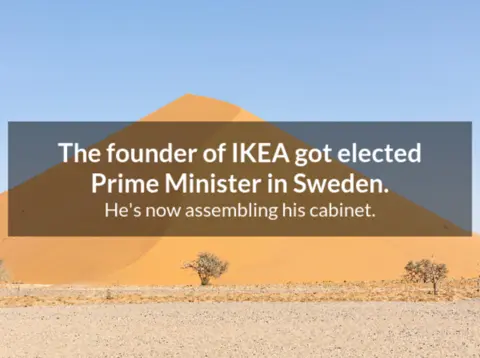 The founder of IKEA got elected
Prime Minister in Sweden.
He's now assembling his cabinet.